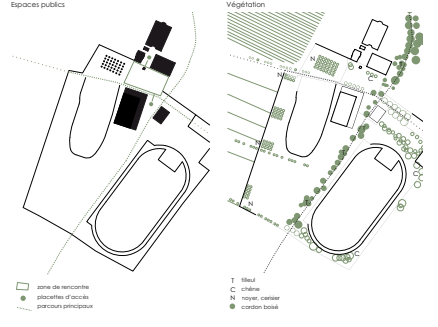 Espaces publics
zone de rencontre
placettes d'accès
parcours principaux
Végétation
T
N
C
N
N
N
C
T tilleul
C chêne
N noyer, cerisier
cordon boisé